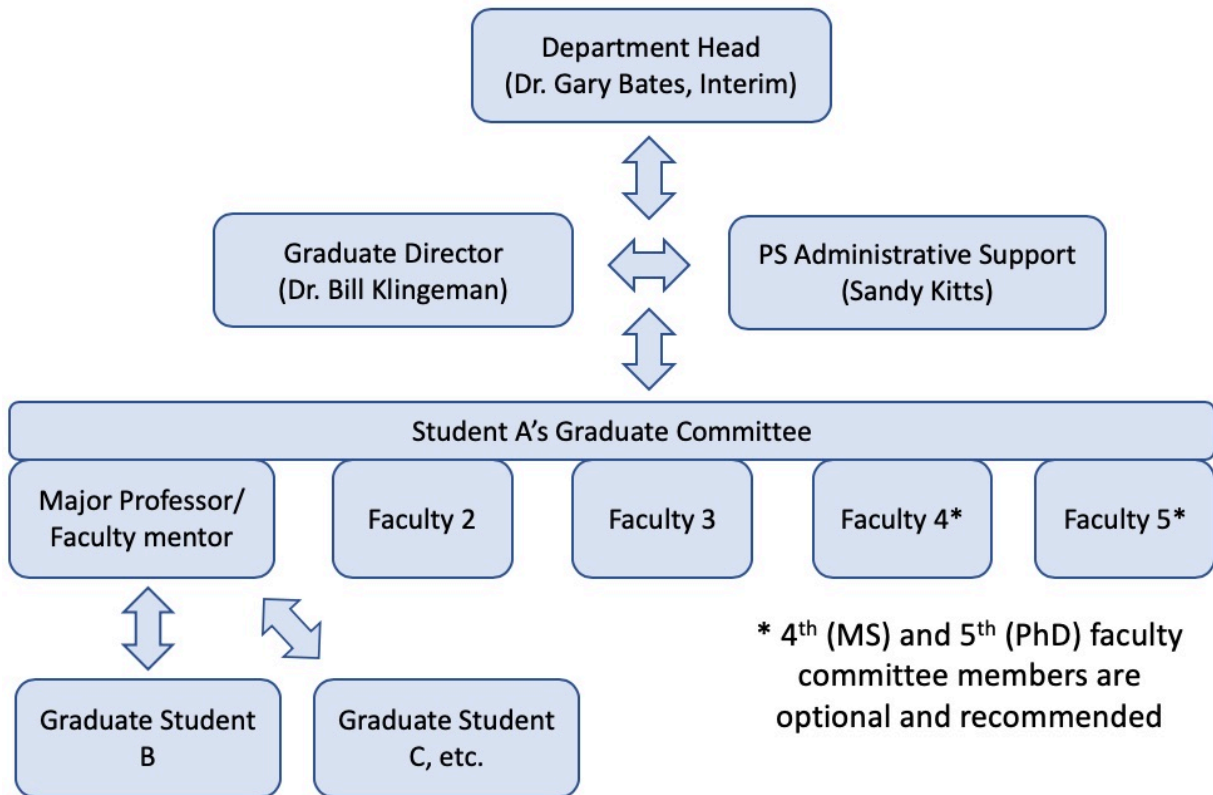 Department Head
(Dr. Gary Bates, Interim)
Graduate Director
(Dr. Bill Klingeman)
PS Administrative Support
(Sandy Kitts)
Student A’s Graduate Committee
Major Professor/
Faculty mentor
Faculty 2
Faculty 3
Faculty 4*
Faculty 5*
* 4th (MS) and 5th (PhD) faculty
committee members are
optional and recommended
Graduate Student
B
Graduate Student
C, etc.